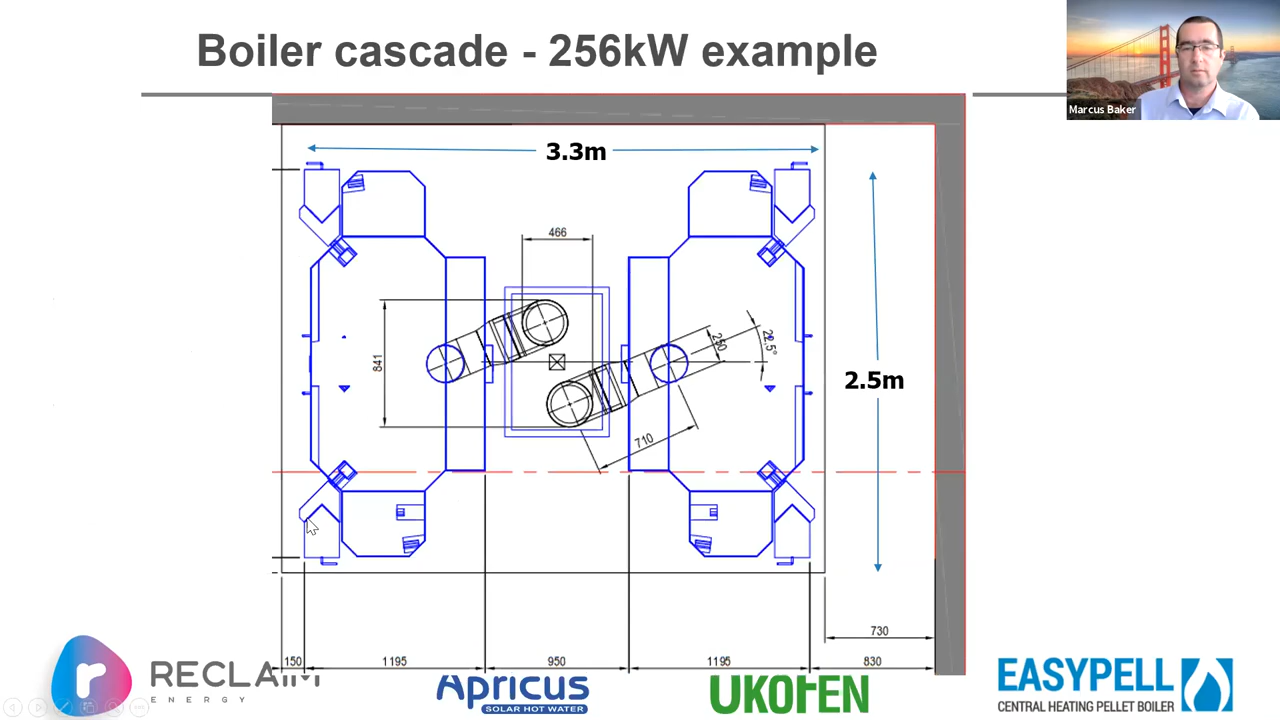 Boiler cascade - 256kW example
Marcus Baker
3.3m
466
841
250
22.5°
2.5m
710
730
150
1195
950
1195
830
RECLAIM
ENERGY
Apricus
SOLAR HOT WATER
UKOFEN
EASYPELL
CENTRAL HEATING PELLET BOILER